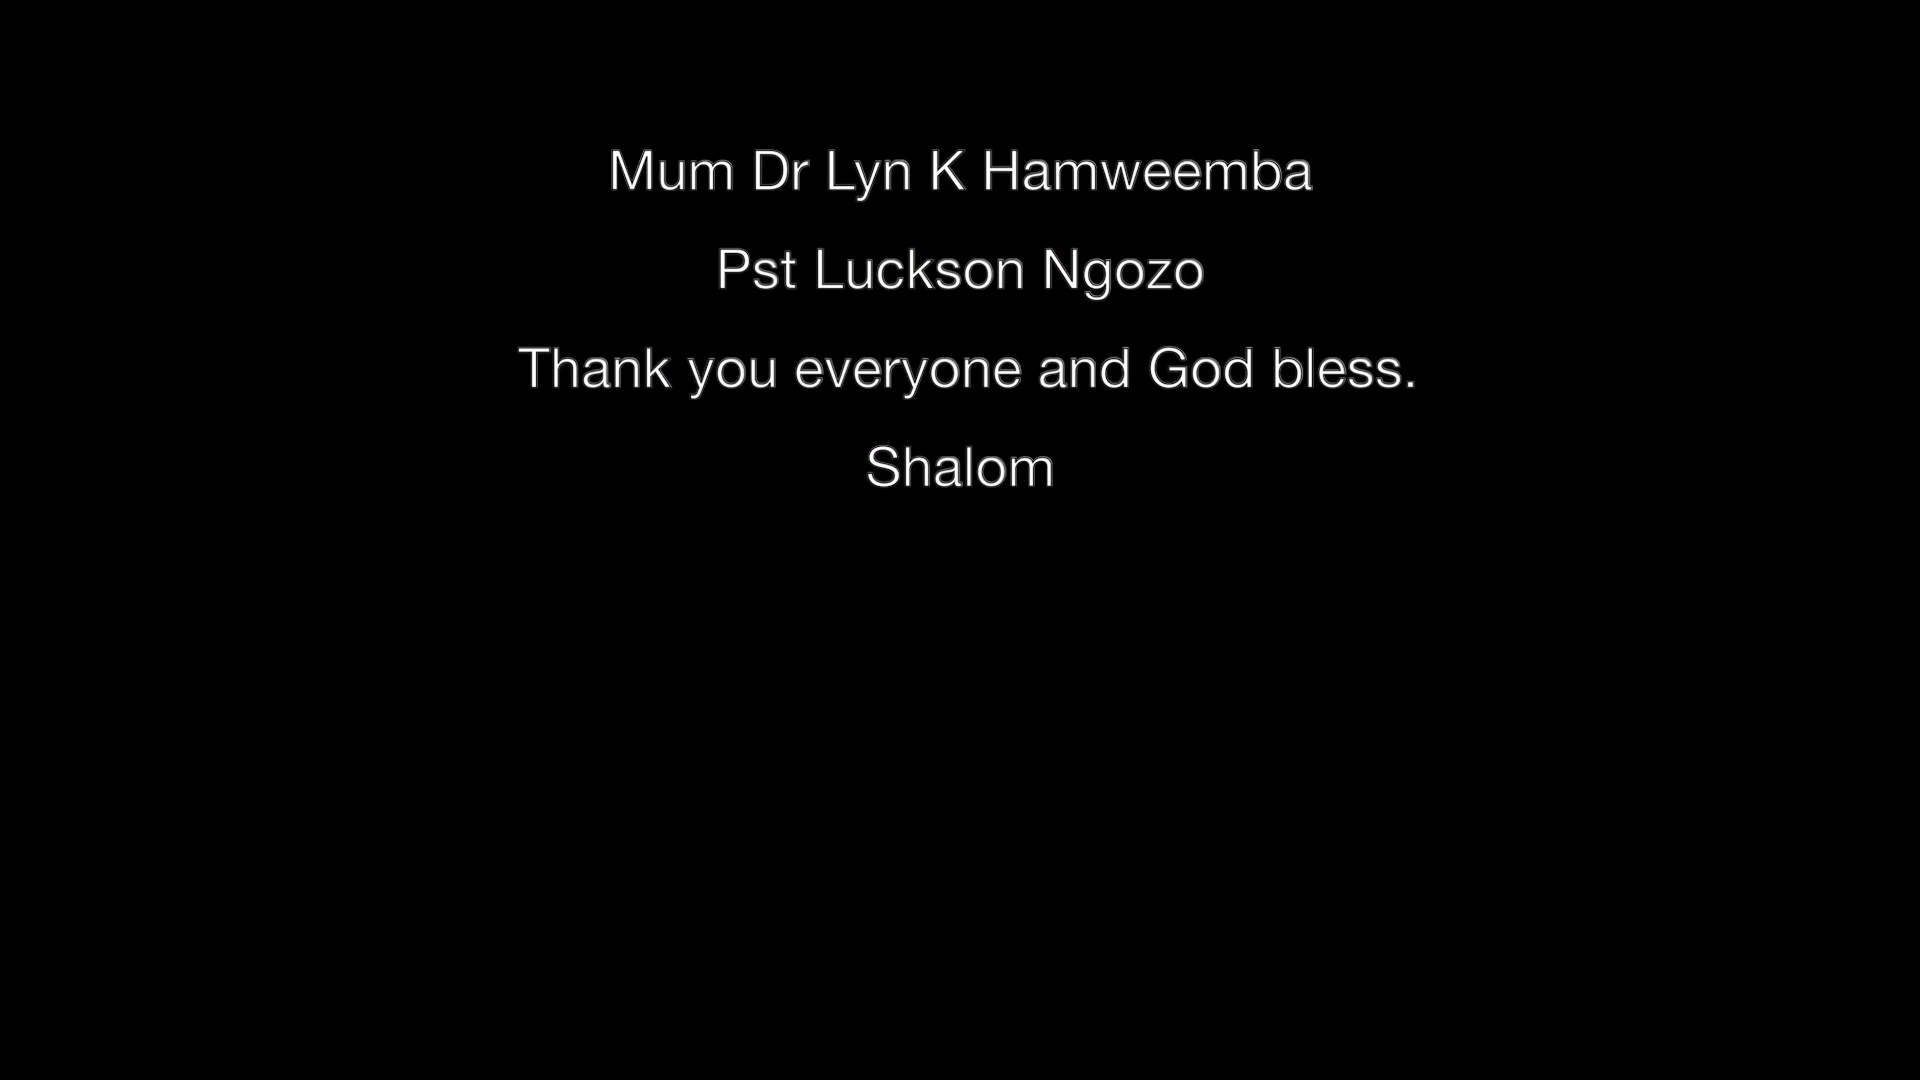 Mum Dr Lyn K Hamweemba
Pst Luckson Ngozo
Thank you everyone and God bless.
Shalom